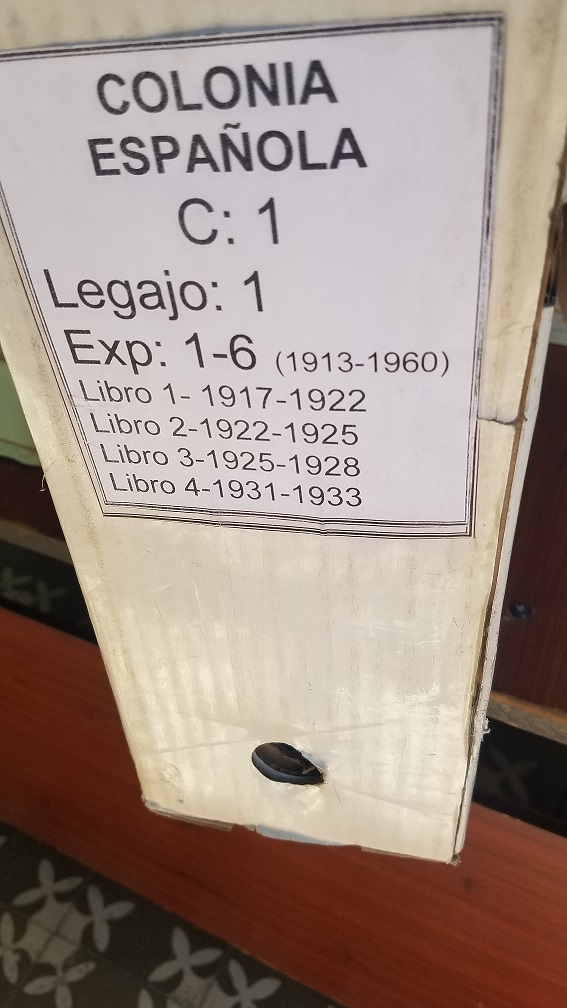 COLONIA
ESPAÑOLA
C: 1
Legajo: 1
Exp: 1-6 (1913-1960)
Libro 1- 1917-1922
Libro 2-1922-1925
Libro 3-1925-1928
Libro 4-1931-1933